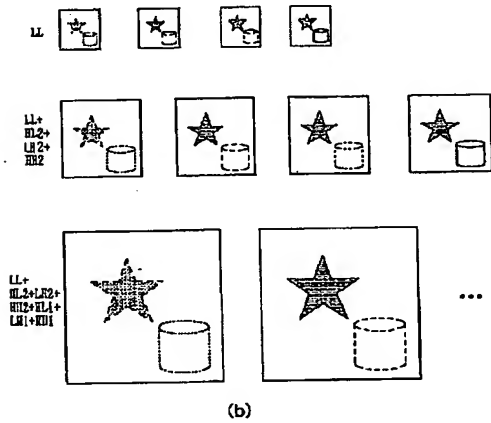 LL
LL+
HL2+
LH2+
HH2
LL+
HL2+LH2+
HH2+HL1+
LH1+HH1
...
(b)